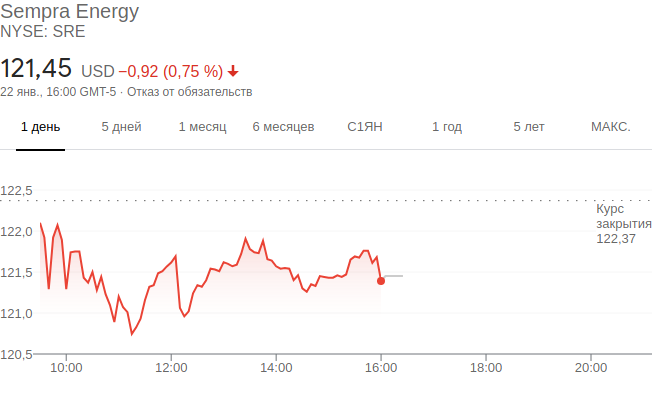 Sempra Energy
NYSE: SRE
121,45 USD −0,92 (0,75 %)
22 янв., 16:00 GMT-5 · Отказ от обязательств
1 день 5 дней 1 месяц 6 месяцев С1ЯН 1 год 5 лет МАКС.
122,5
Курс
закрытия
122,37
122,0
121,5
121,0
120,5
10:00 12:00 14:00 16:00 18:00 20:00